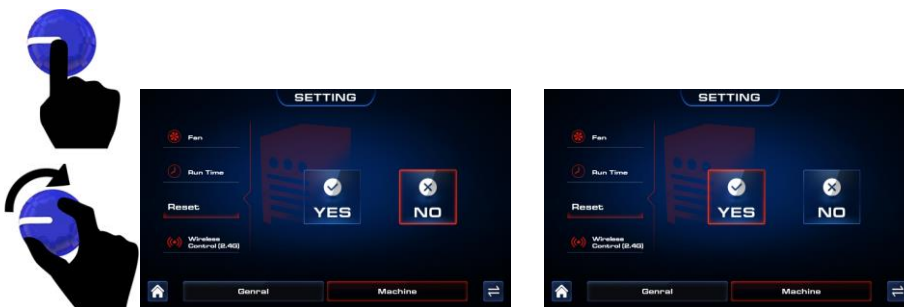 SETTING
Fan
Run Time
Reset
YES
NO
Wireless
Control (2.4G)
Genral
Machine
SETTING
Fan
Run Time
Reset
YES
NO
Wireless
Control (2.4G)
Genral
Machine